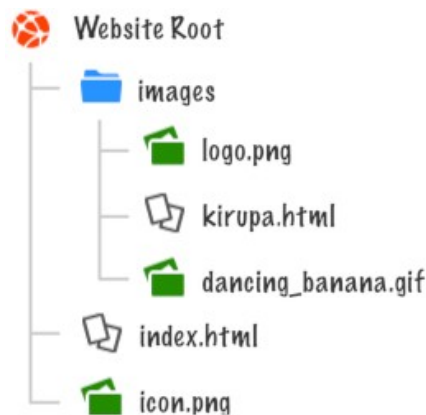 Website Root
images
logo.png
kirupa.html
dancing_banana.gif
index.html
icon.png